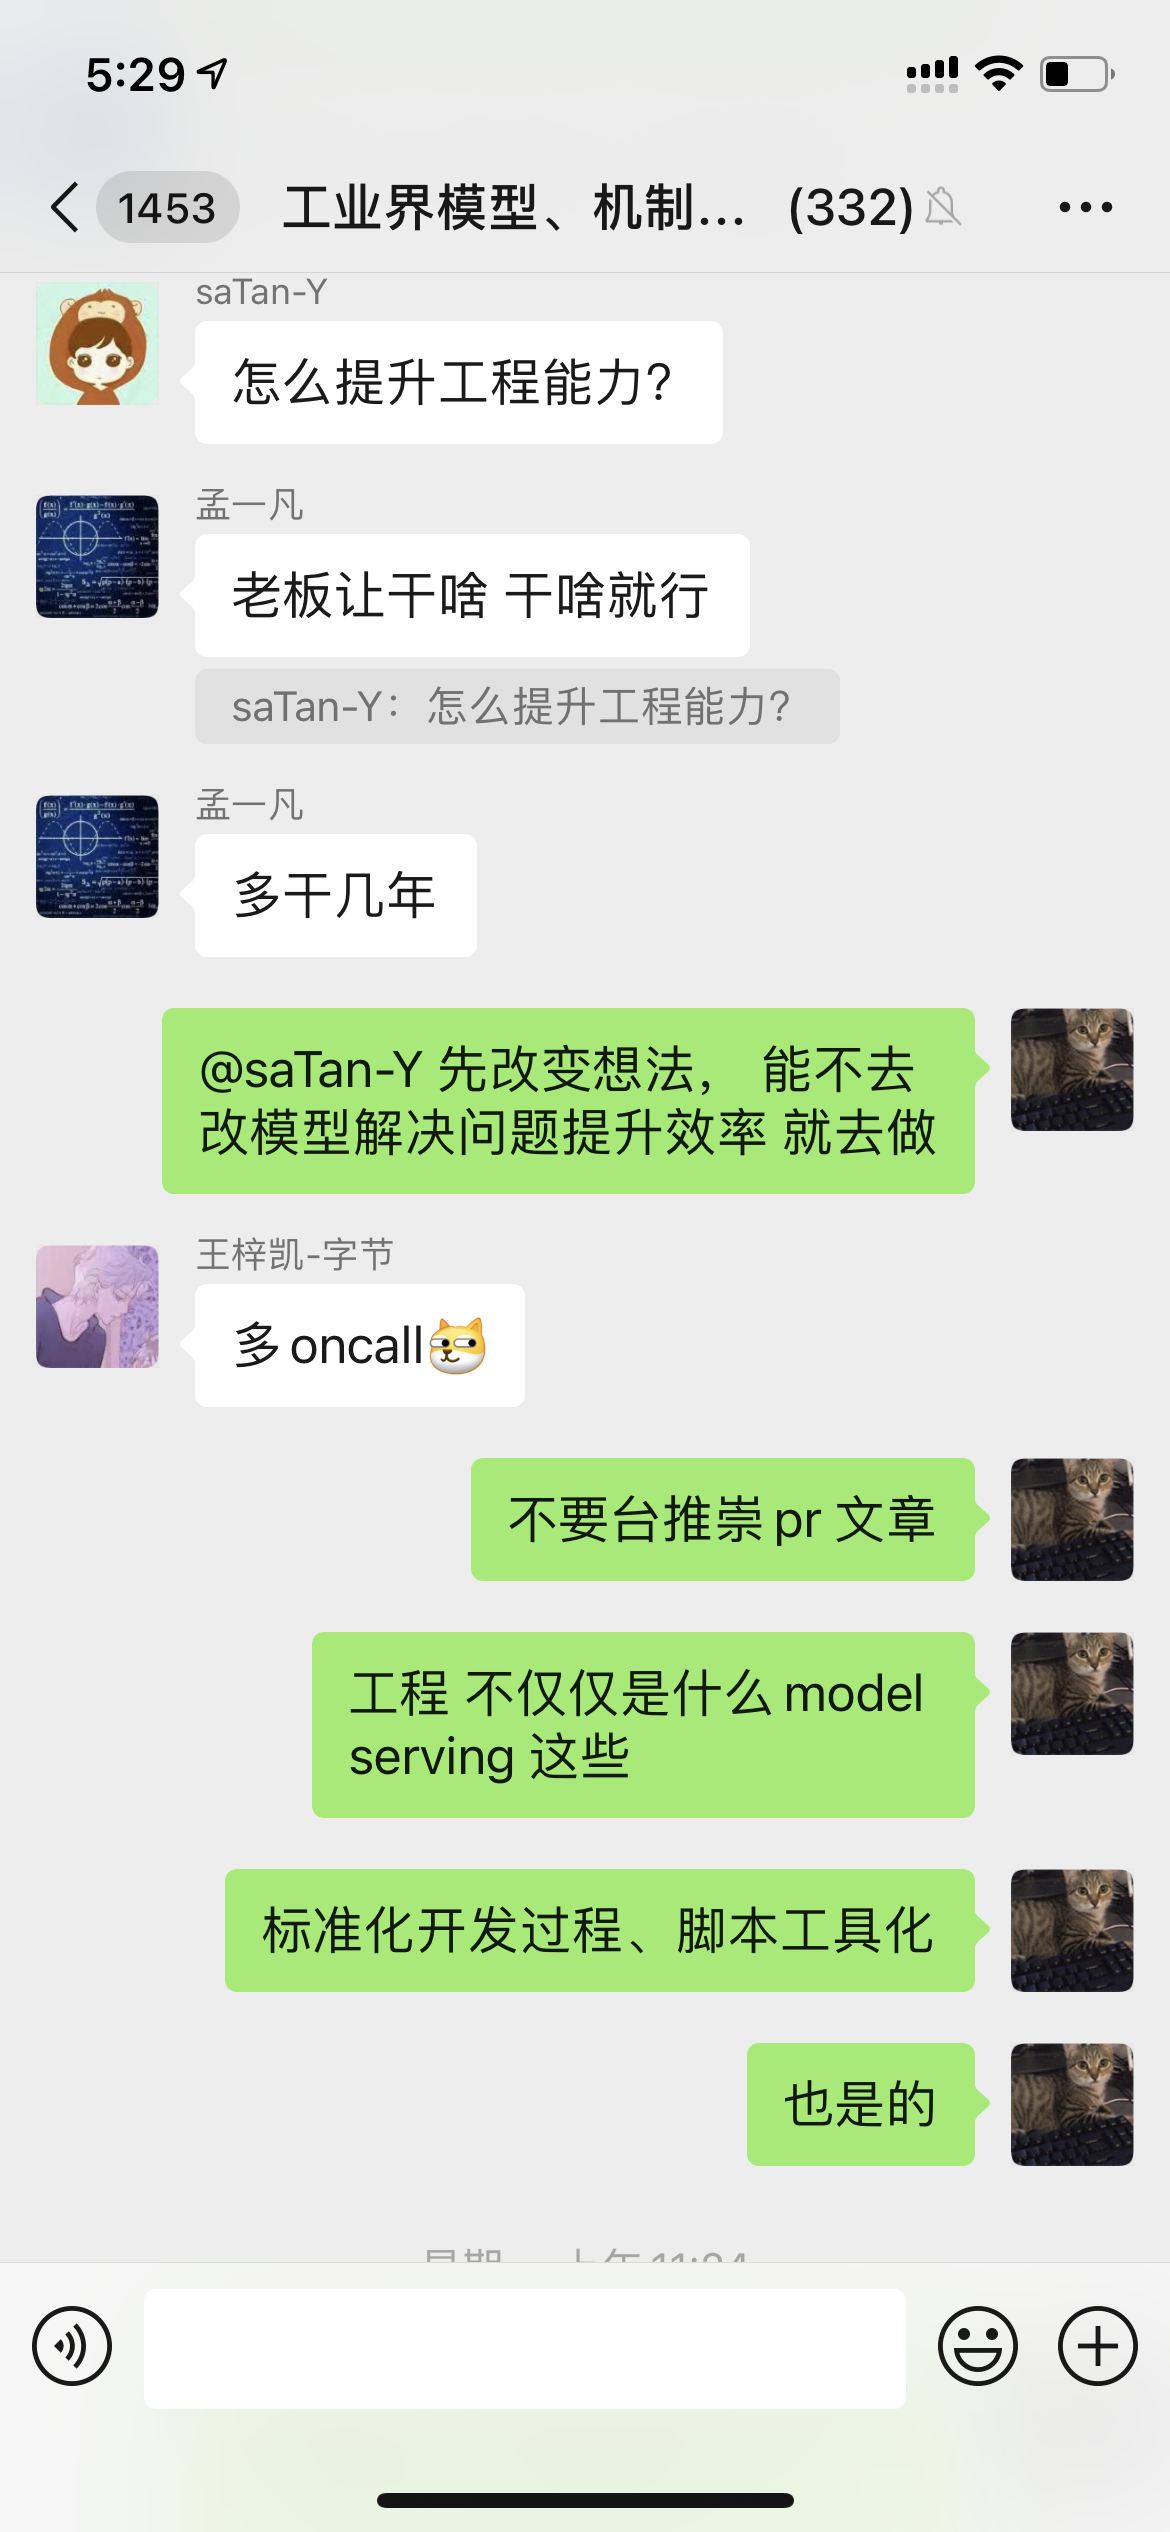 5:29
1453 工业界模型、机制... (332)
saTan-Y
怎么提升工程能力?
孟一凡
老板让干啥 干啥就行
saTan-Y：怎么提升工程能力?
孟一凡
多干几年
@saTan-Y 先改变想法， 能不去
改模型解决问题提升效率 就去做
王梓凯-字节
多 oncall
不要台推崇 pr 文章
工程 不仅仅是什么 model
serving 这些
标准化开发过程、脚本工具化
也是的